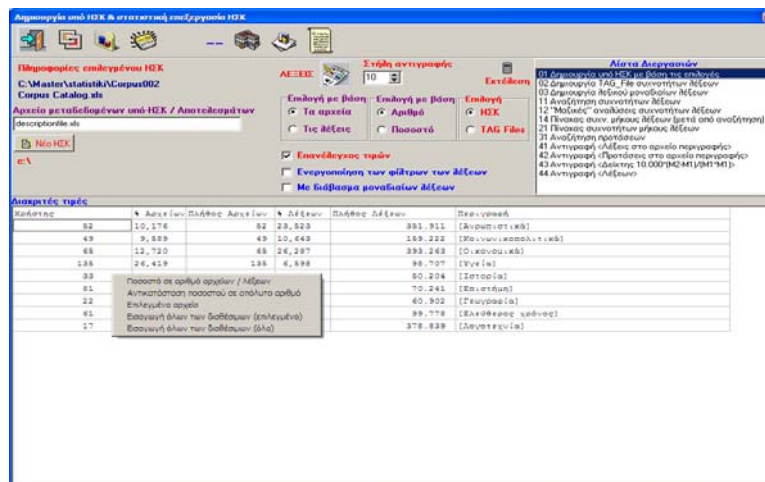 Δημιουργία υπό ΗΣΚ & στατιστική επεξεργασία ΗΣΚ
Πληροφορίες επιλεγμένου ΗΣΚ
C:\Master\statistiki\Corpus002
Corpus Catalog.xls
Αρχείο μεταδεδομένων υπό-ΗΣΚ / Αποτελεσμάτων
descriptionfile.xls
Νέο ΗΣΚ
e:\
ΛΕΞΕΙΣ
Στήλη αντιγραφής
10
Εκτέλεση
Επιλογή με βάση
Τα αρχεία
Τις λέξεις
Επιλογή με βάση
Αριθμό
Ποσοστό
Επιλογή
ΗΣΚ
TAG Files
Επανέλεγχος τιμών
Ενεργοποίηση των φίλτρων των λέξεων
Με διάβασμα μοναδιαίων λέξεων
Λίστα Διεργασιών
01 Δημιουργία υπό ΗΣΚ με βάση τις επιλογές
02 Δημιουργία TAG_File συχνοτήτων λέξεων
03 Δημιουργία λεξικού μοναδιαίων λέξεων
11 Αναζήτηση συχνοτήτων λέξεων
12 "Μαζικές" αναλύσεις συχνοτήτων λέξεων
14 Πίνακας συχν. μήκους λέξεων (μετά από αναζήτηση)
21 Πίνακας συχνοτήτων μήκους λέξεων
31 Αναζήτηση προτάσεων
41 Αντιγραφή <Λέξεις στο αρχείο περιγραφής>
42 Αντιγραφή <Προτάσεις στο αρχείο περιγραφής>
43 Αντιγραφή <Δείκτης 10.000*(M2-M1)/(M1*M1)>
44 Αντιγραφή <Λέξεων>
Διακριτές τιμές
Χρήστης % Αρχείων Πλήθος Αρχείων % Λέξεων Πλήθος Λέξεων Περιγραφή
52 10,176 52 23,523 351.911 [Ανρωπιστικά]
49 9,589 49 10,643 159.222 [Κοινωνικοπολιτικά]
65 12,720 65 26,287 393.263 [Οικονομικά]
135 26,419 135 6,598 98.707 [Υγεία]
33 50.204 [Ιστορία]
81 70.241 [Επιστήμη]
22 60.902 [Γεωγραφία]
61 99.778 [Ελεύθερος χρόνος]
17 378.839 [Λογοτεχνία]
Ποσοστό σε αριθμό αρχείων / λέξεων
Αντικατάσταση ποσοστού σε απόλυτο αριθμό
Επιλεγμένα αρχεία
Εισαγωγή όλων των διαθέσιμων (επιλεγμένα)
Εισαγωγή όλων των διαθέσιμων (όλα)